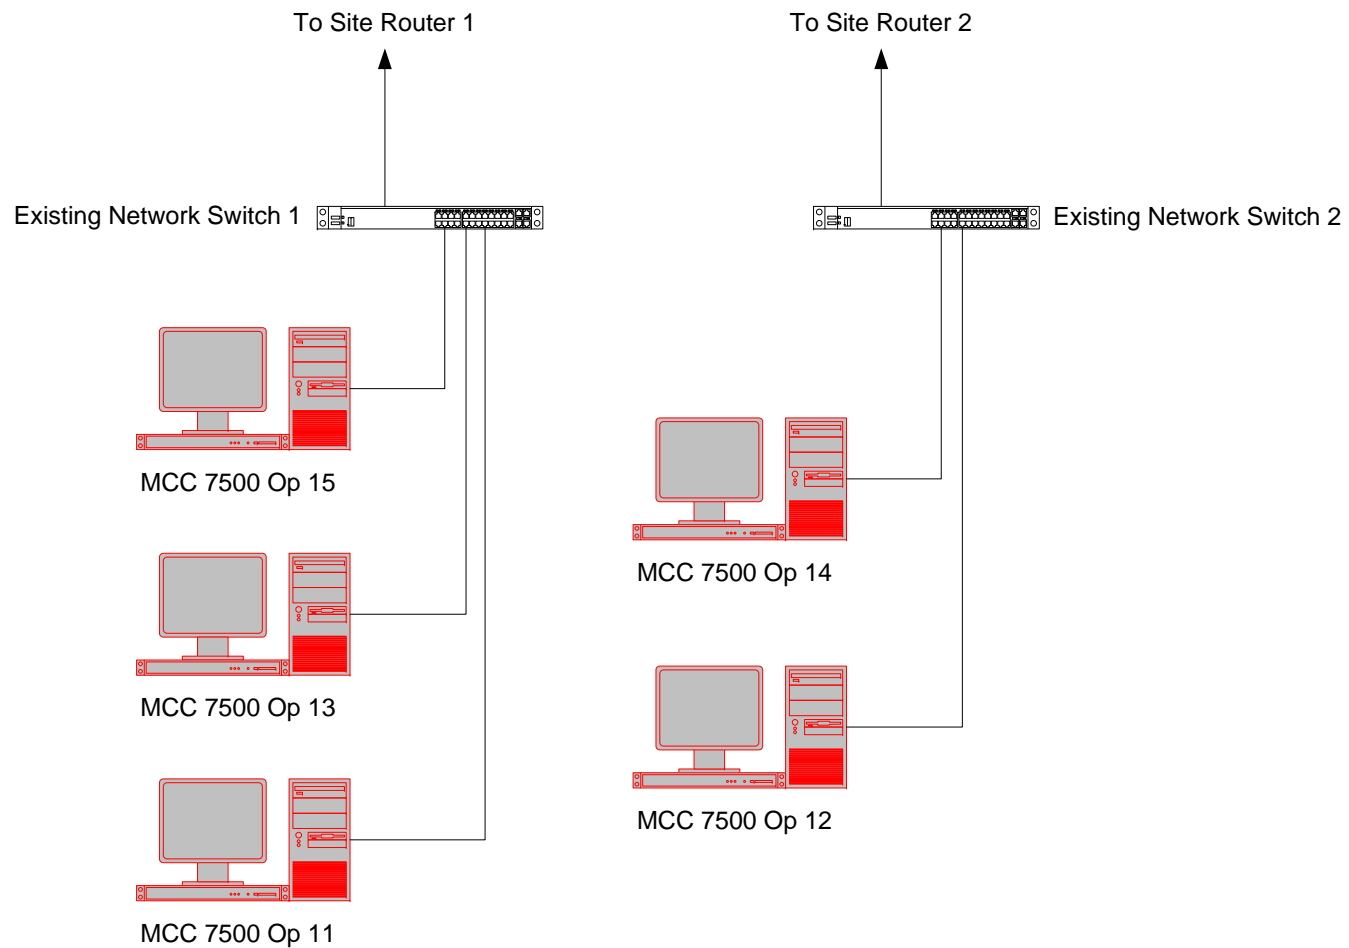 To Site Router 1
To Site Router 2
Existing Network Switch 1
Existing Network Switch 2
MCC 7500 Op 15
MCC 7500 Op 14
MCC 7500 Op 13
MCC 7500 Op 12
MCC 7500 Op 11